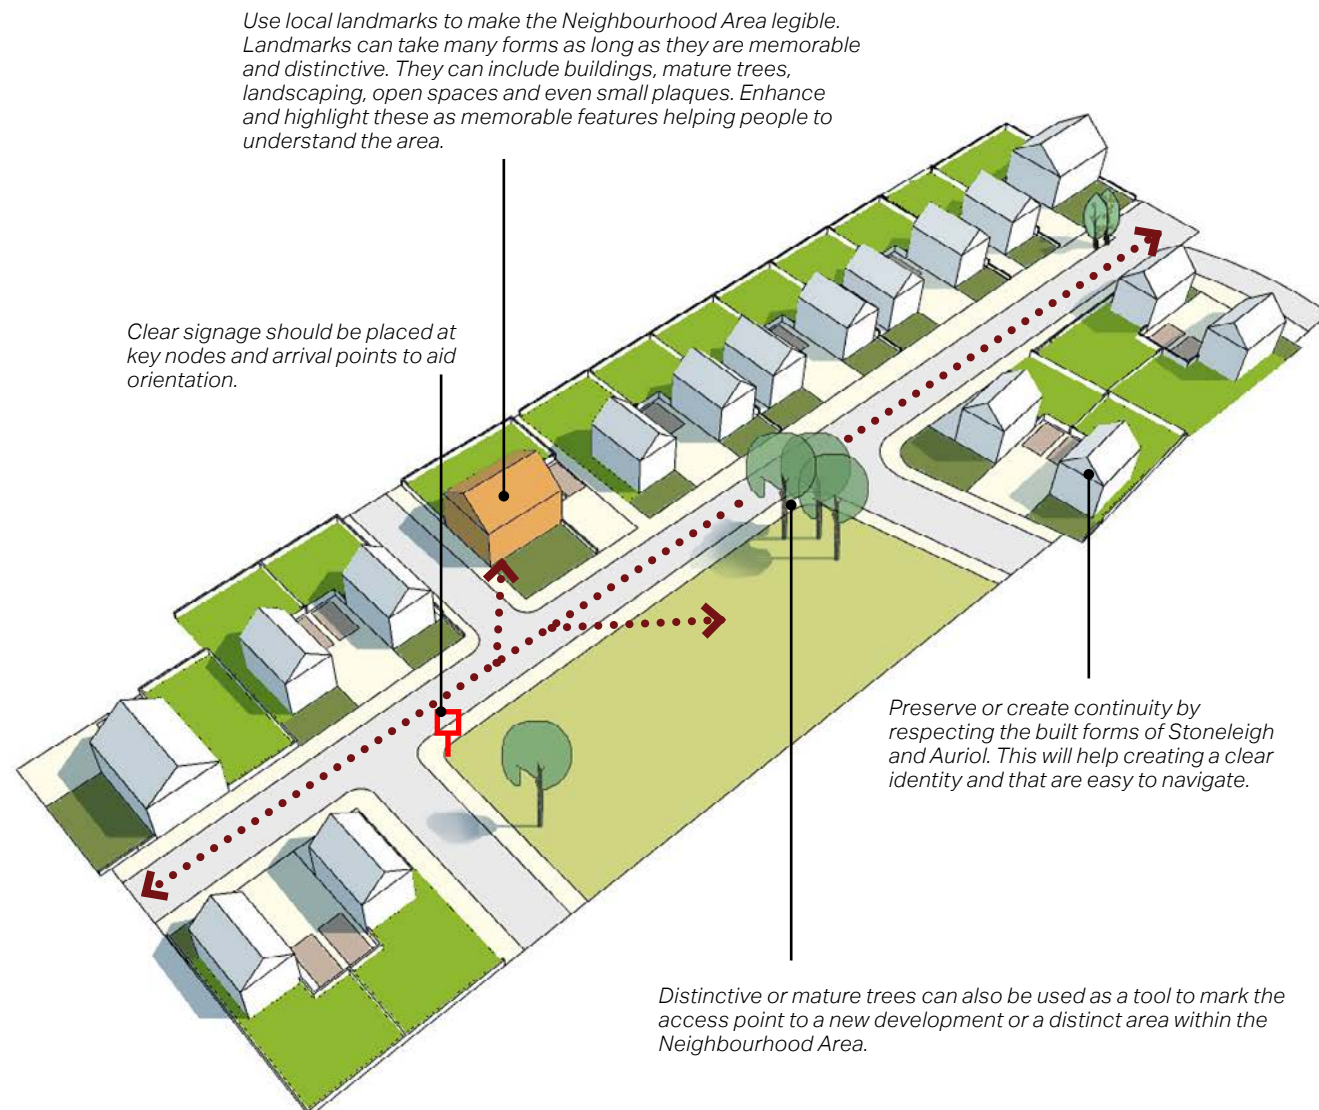 Use local landmarks to make the Neighbourhood Area legible.
Landmarks can take many forms as long as they are memorable
and distinctive. They can include buildings, mature trees,
landscaping, open spaces and even small plaques. Enhance
and highlight these as memorable features helping people to
understand the area.
Clear signage should be placed at
key nodes and arrival points to aid
orientation.
Preserve or create continuity by
respecting the built forms of Stoneleigh
and Auriol. This will help creating a clear
identity and that are easy to navigate.
Distinctive or mature trees can also be used as a tool to mark the
access point to a new development or a distinct area within the
Neighbourhood Area.